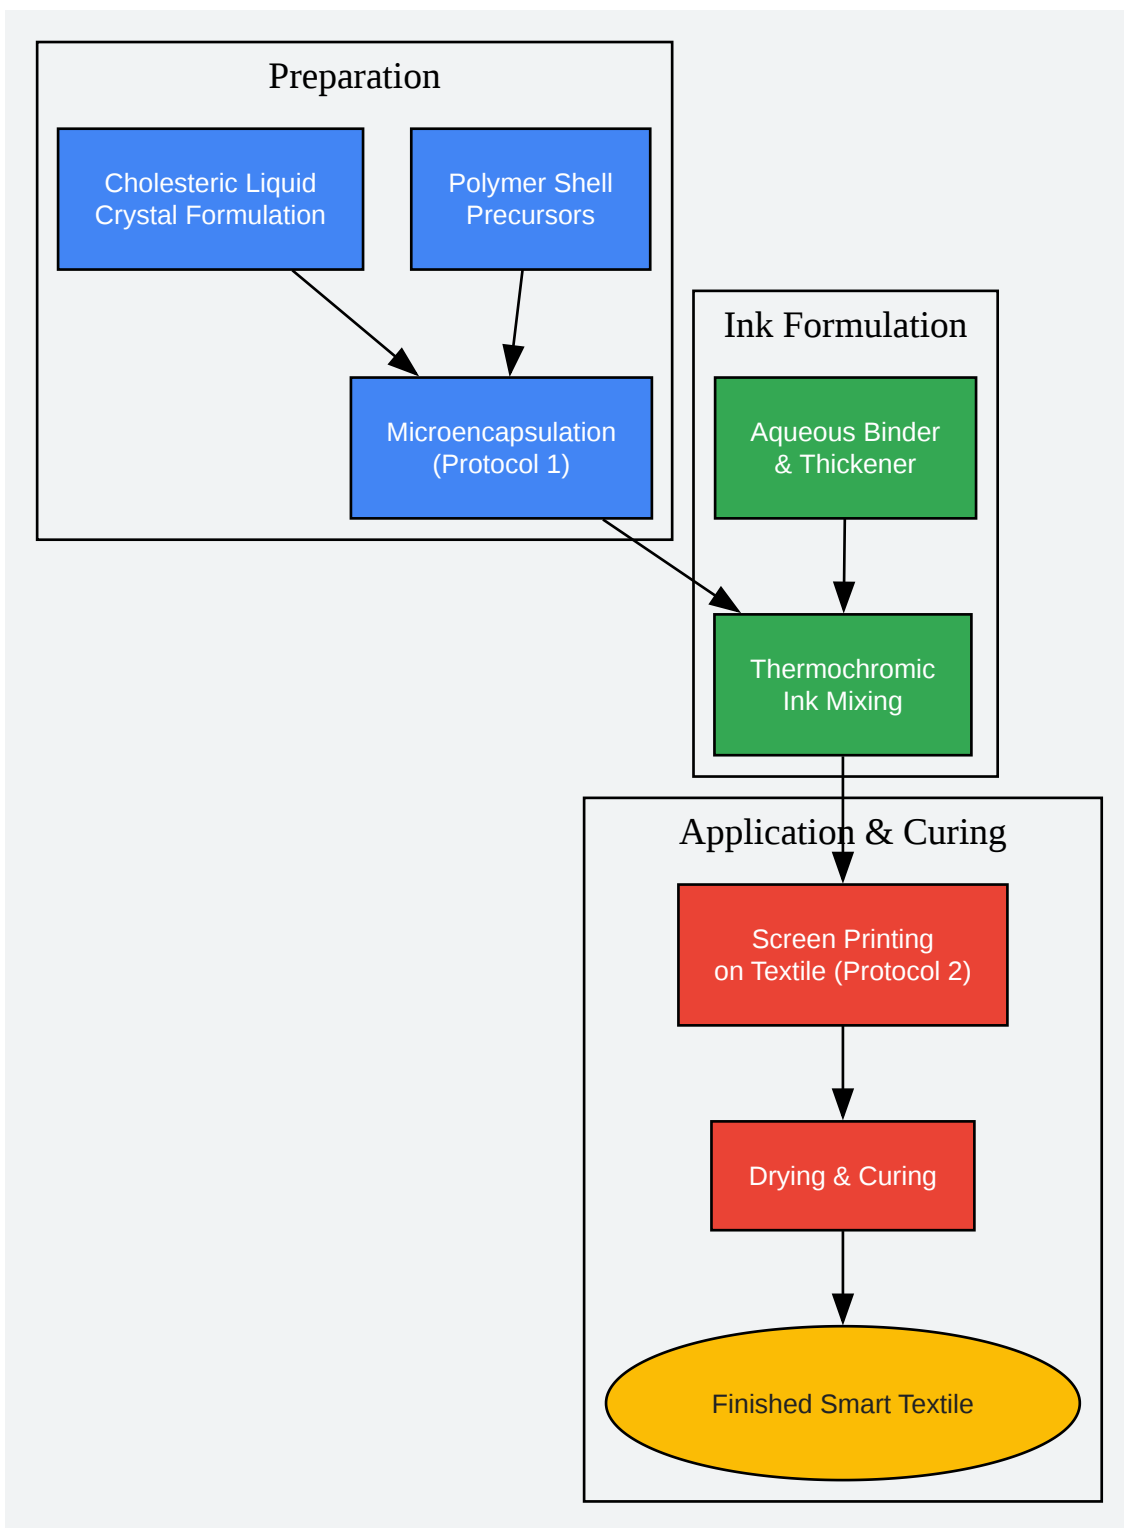 Preparation
Cholesteric Liquid
Crystal Formulation
Polymer Shell
Precursors
Microencapsulation
(Protocol 1)
Ink Formulation
Aqueous Binder
& Thickener
Thermochromic
Ink Mixing
Application & Curing
Screen Printing
on Textile (Protocol 2)
Drying & Curing
Finished Smart Textile